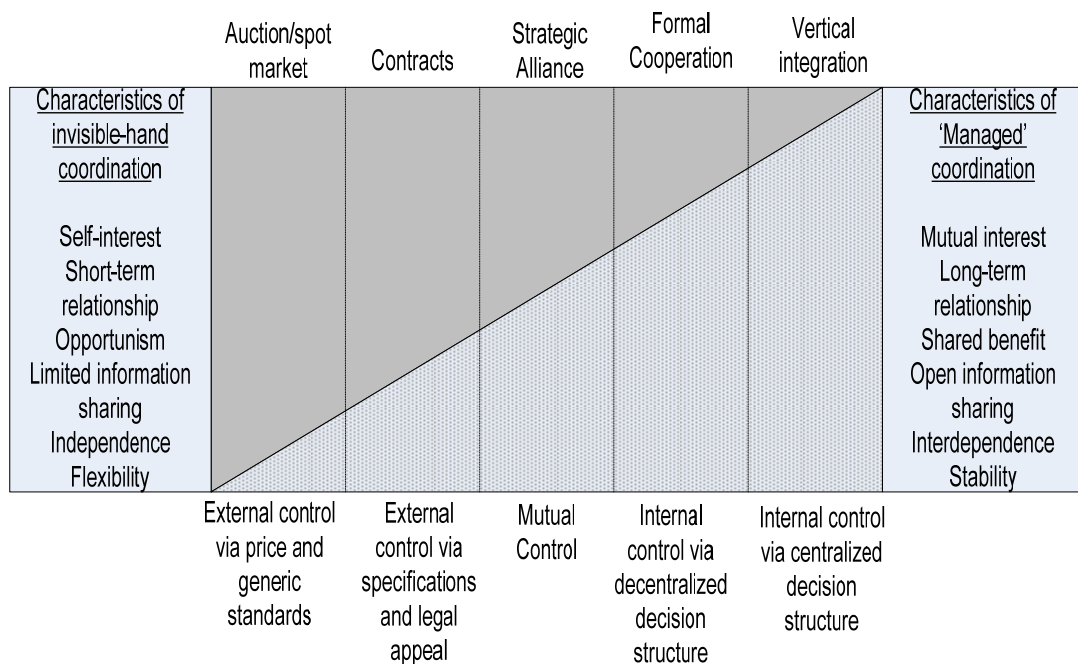 Auction/spot
market
Contracts
Strategic
Alliance
Formal
Cooperation
Vertical
integration
Characteristics of
invisible-hand
coordination
Self-interest
Short-term
relationship
Opportunism
Limited information
sharing
Independence
Flexibility
Characteristics of
‘Managed’
coordination
Mutual interest
Long-term
relationship
Shared benefit
Open information
sharing
Interdependence
Stability
External control
via price and
generic
standards
External
control via
specifications
and legal
appeal
Mutual
Control
Internal
control via
decentralized
decision
structure
Internal control
via centralized
decision
structure